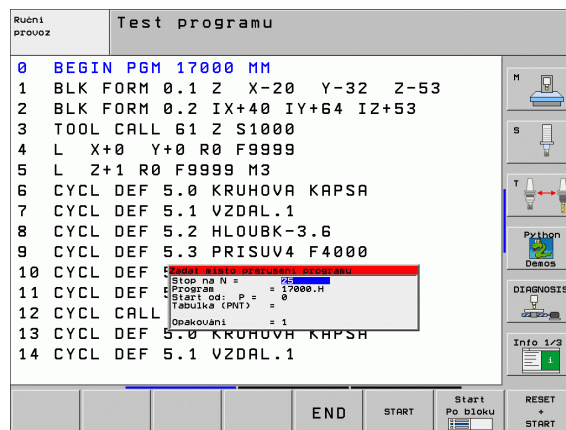 Ruční
provoz
Test programu
0 BEGIN PGM 17000 MM
1 BLK FORM 0.1 Z X-20 Y-32 Z-53
2 BLK FORM 0.2 IX+40 IY+64 IZ+53
3 TOOL CALL 61 Z S1000
4 L X+0 Y+0 R0 F9999
5 L Z+1 R0 F9999 M3
6 CYCL DEF 5.0 KRUHOVA KAPSA
7 CYCL DEF 5.1 VZDAL.1
8 CYCL DEF 5.2 HLOUBK-3.6
9 CYCL DEF 5.3 PRISUV4 F4000
10 CYCL DEF 5
11 CYCL DEF
12 CYCL CALL
13 CYCL DEF 5.0 KRUHOVA KAPSA
14 CYCL DEF 5.1 VZDAL.1
Zadat místo prerusení programu
Stop na N = 25
Program = 17000.H
Start od: P = 0
Tabulka (PNT) =
Opakování = 1
M
S
T
Python
Demos
DIAGNOSIS
Info 1/3
i
END
START
Start
Po bloku
RESET
+
START